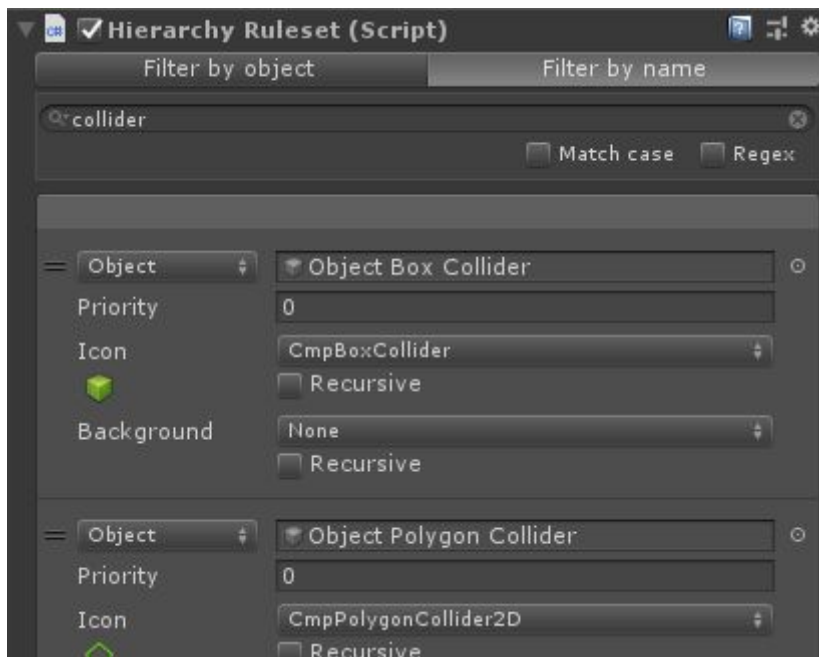 Hierarchy Ruleset (Script)
Filter by object Filter by name
collider
Match case Regex
Object Object Box Collider
Priority 0
Icon CmpBoxCollider
Recursive
Background None
Recursive
Object Object Polygon Collider
Priority 0
Icon CmpPolygonCollider2D
Recursive